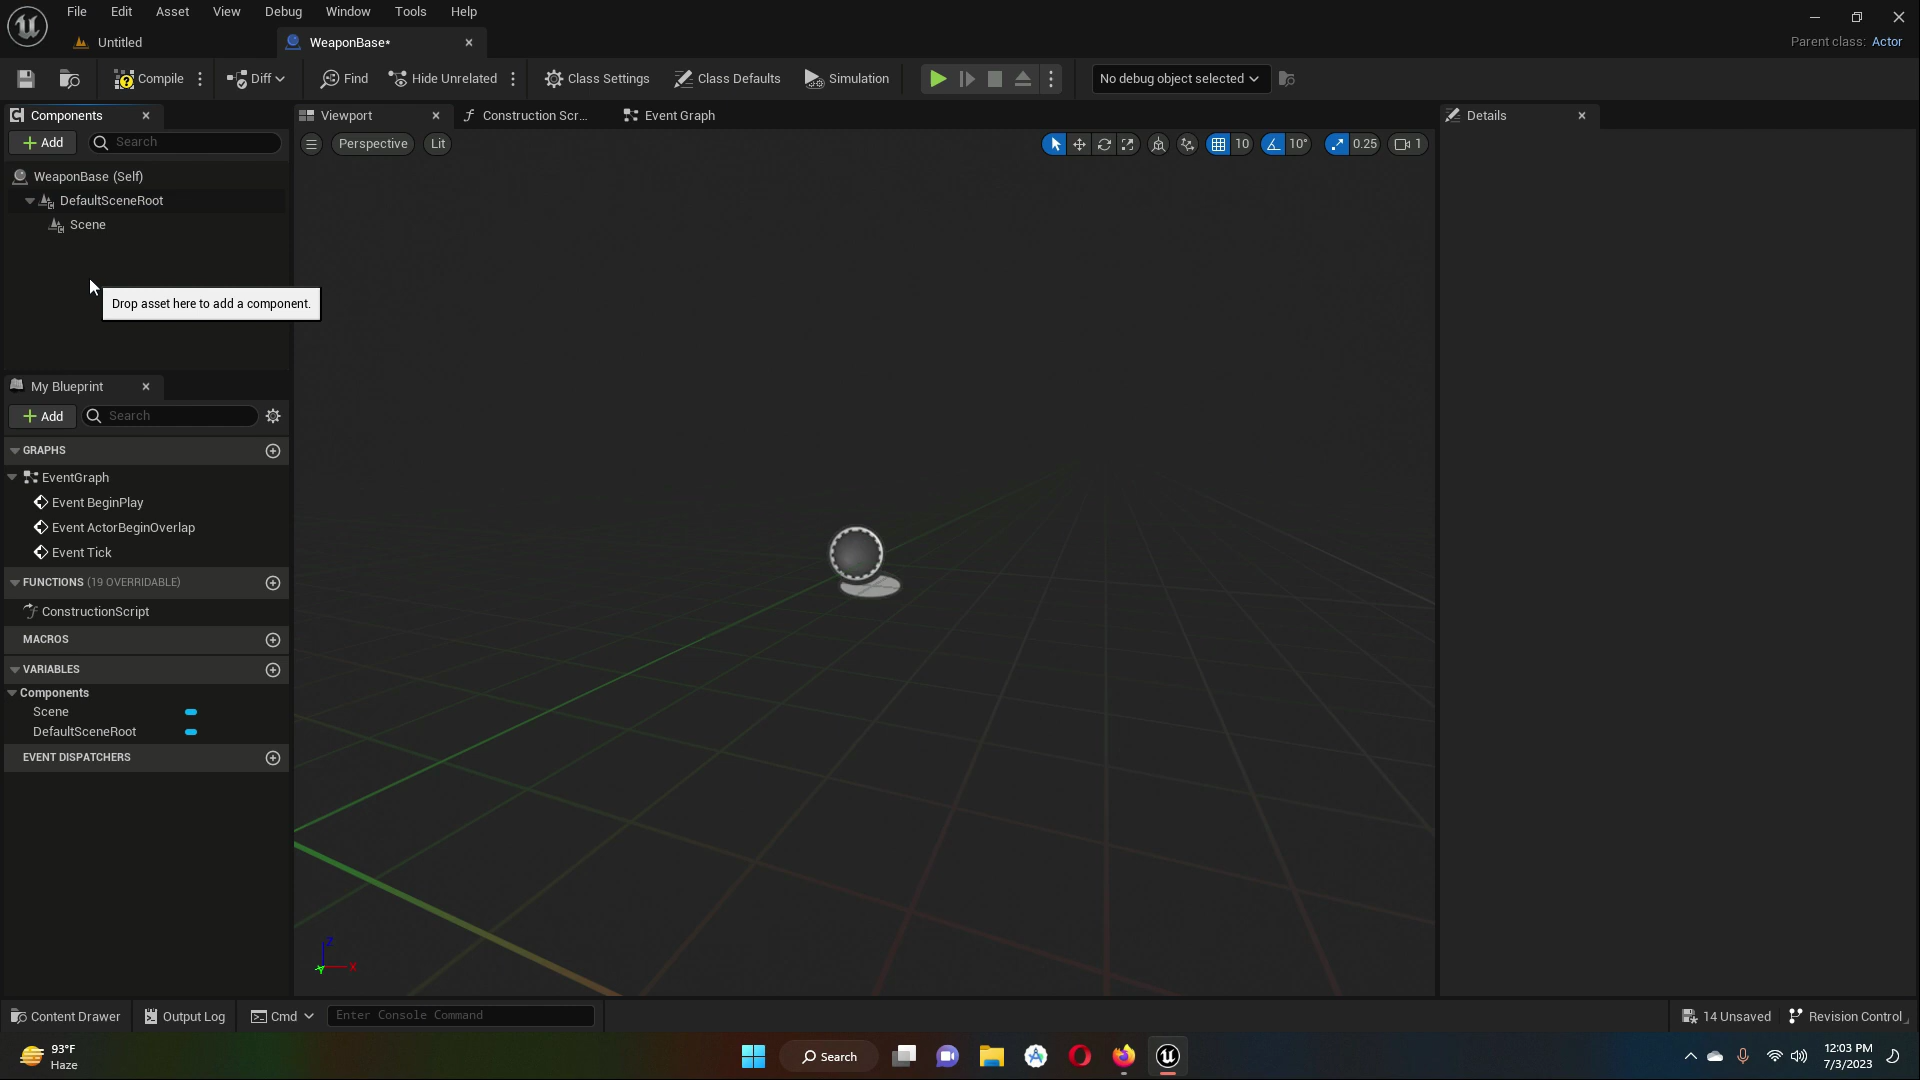 File Edit Asset View Debug Window Tools Help
Untitled
WeaponBase*
Parent class: Actor
Compile
Diff
Find
Hide Unrelated
Class Settings
Class Defaults
Simulation
No debug object selected
Components
Viewport
Construction Scr...
Event Graph
Details
Add
Search
Perspective
Lit
10
10°
0.25
1
WeaponBase (Self)
DefaultSceneRoot
Scene
Drop asset here to add a component.
My Blueprint
Add
Search
GRAPHS
EventGraph
Event BeginPlay
Event ActorBeginOverlap
Event Tick
FUNCTIONS (19 OVERRIDABLE)
ConstructionScript
MACROS
VARIABLES
Components
Scene
DefaultSceneRoot
EVENT DISPATCHERS
Z
Y
X
Content Drawer
Output Log
Cmd
Enter Console Command
14 Unsaved
Revision Control
93°F
Haze
Search
12:03 PM
7/3/2023